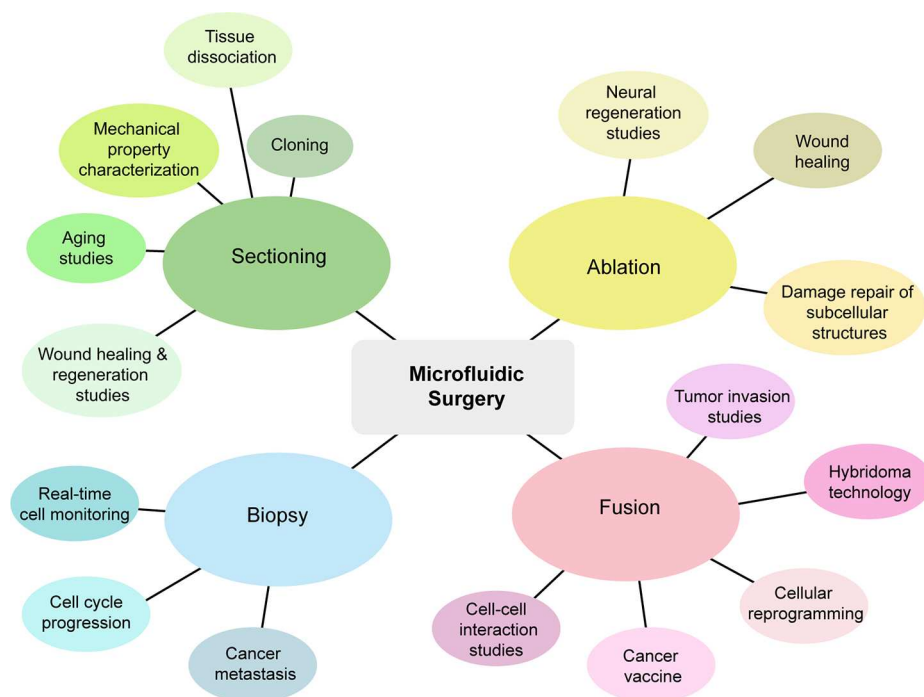 Tissue
dissociation
Mechanical
property
characterization
Cloning
Aging
studies
Sectioning
Wound healing &
regeneration
studies
Neural
regeneration
studies
Wound
healing
Ablation
Damage repair of
subcellular
structures
Microfluidic
Surgery
Real-time
cell monitoring
Biopsy
Cell cycle
progression
Cancer
metastasis
Tumor invasion
studies
Hybridoma
technology
Fusion
Cellular
reprogramming
Cell-cell
interaction
studies
Cancer
vaccine